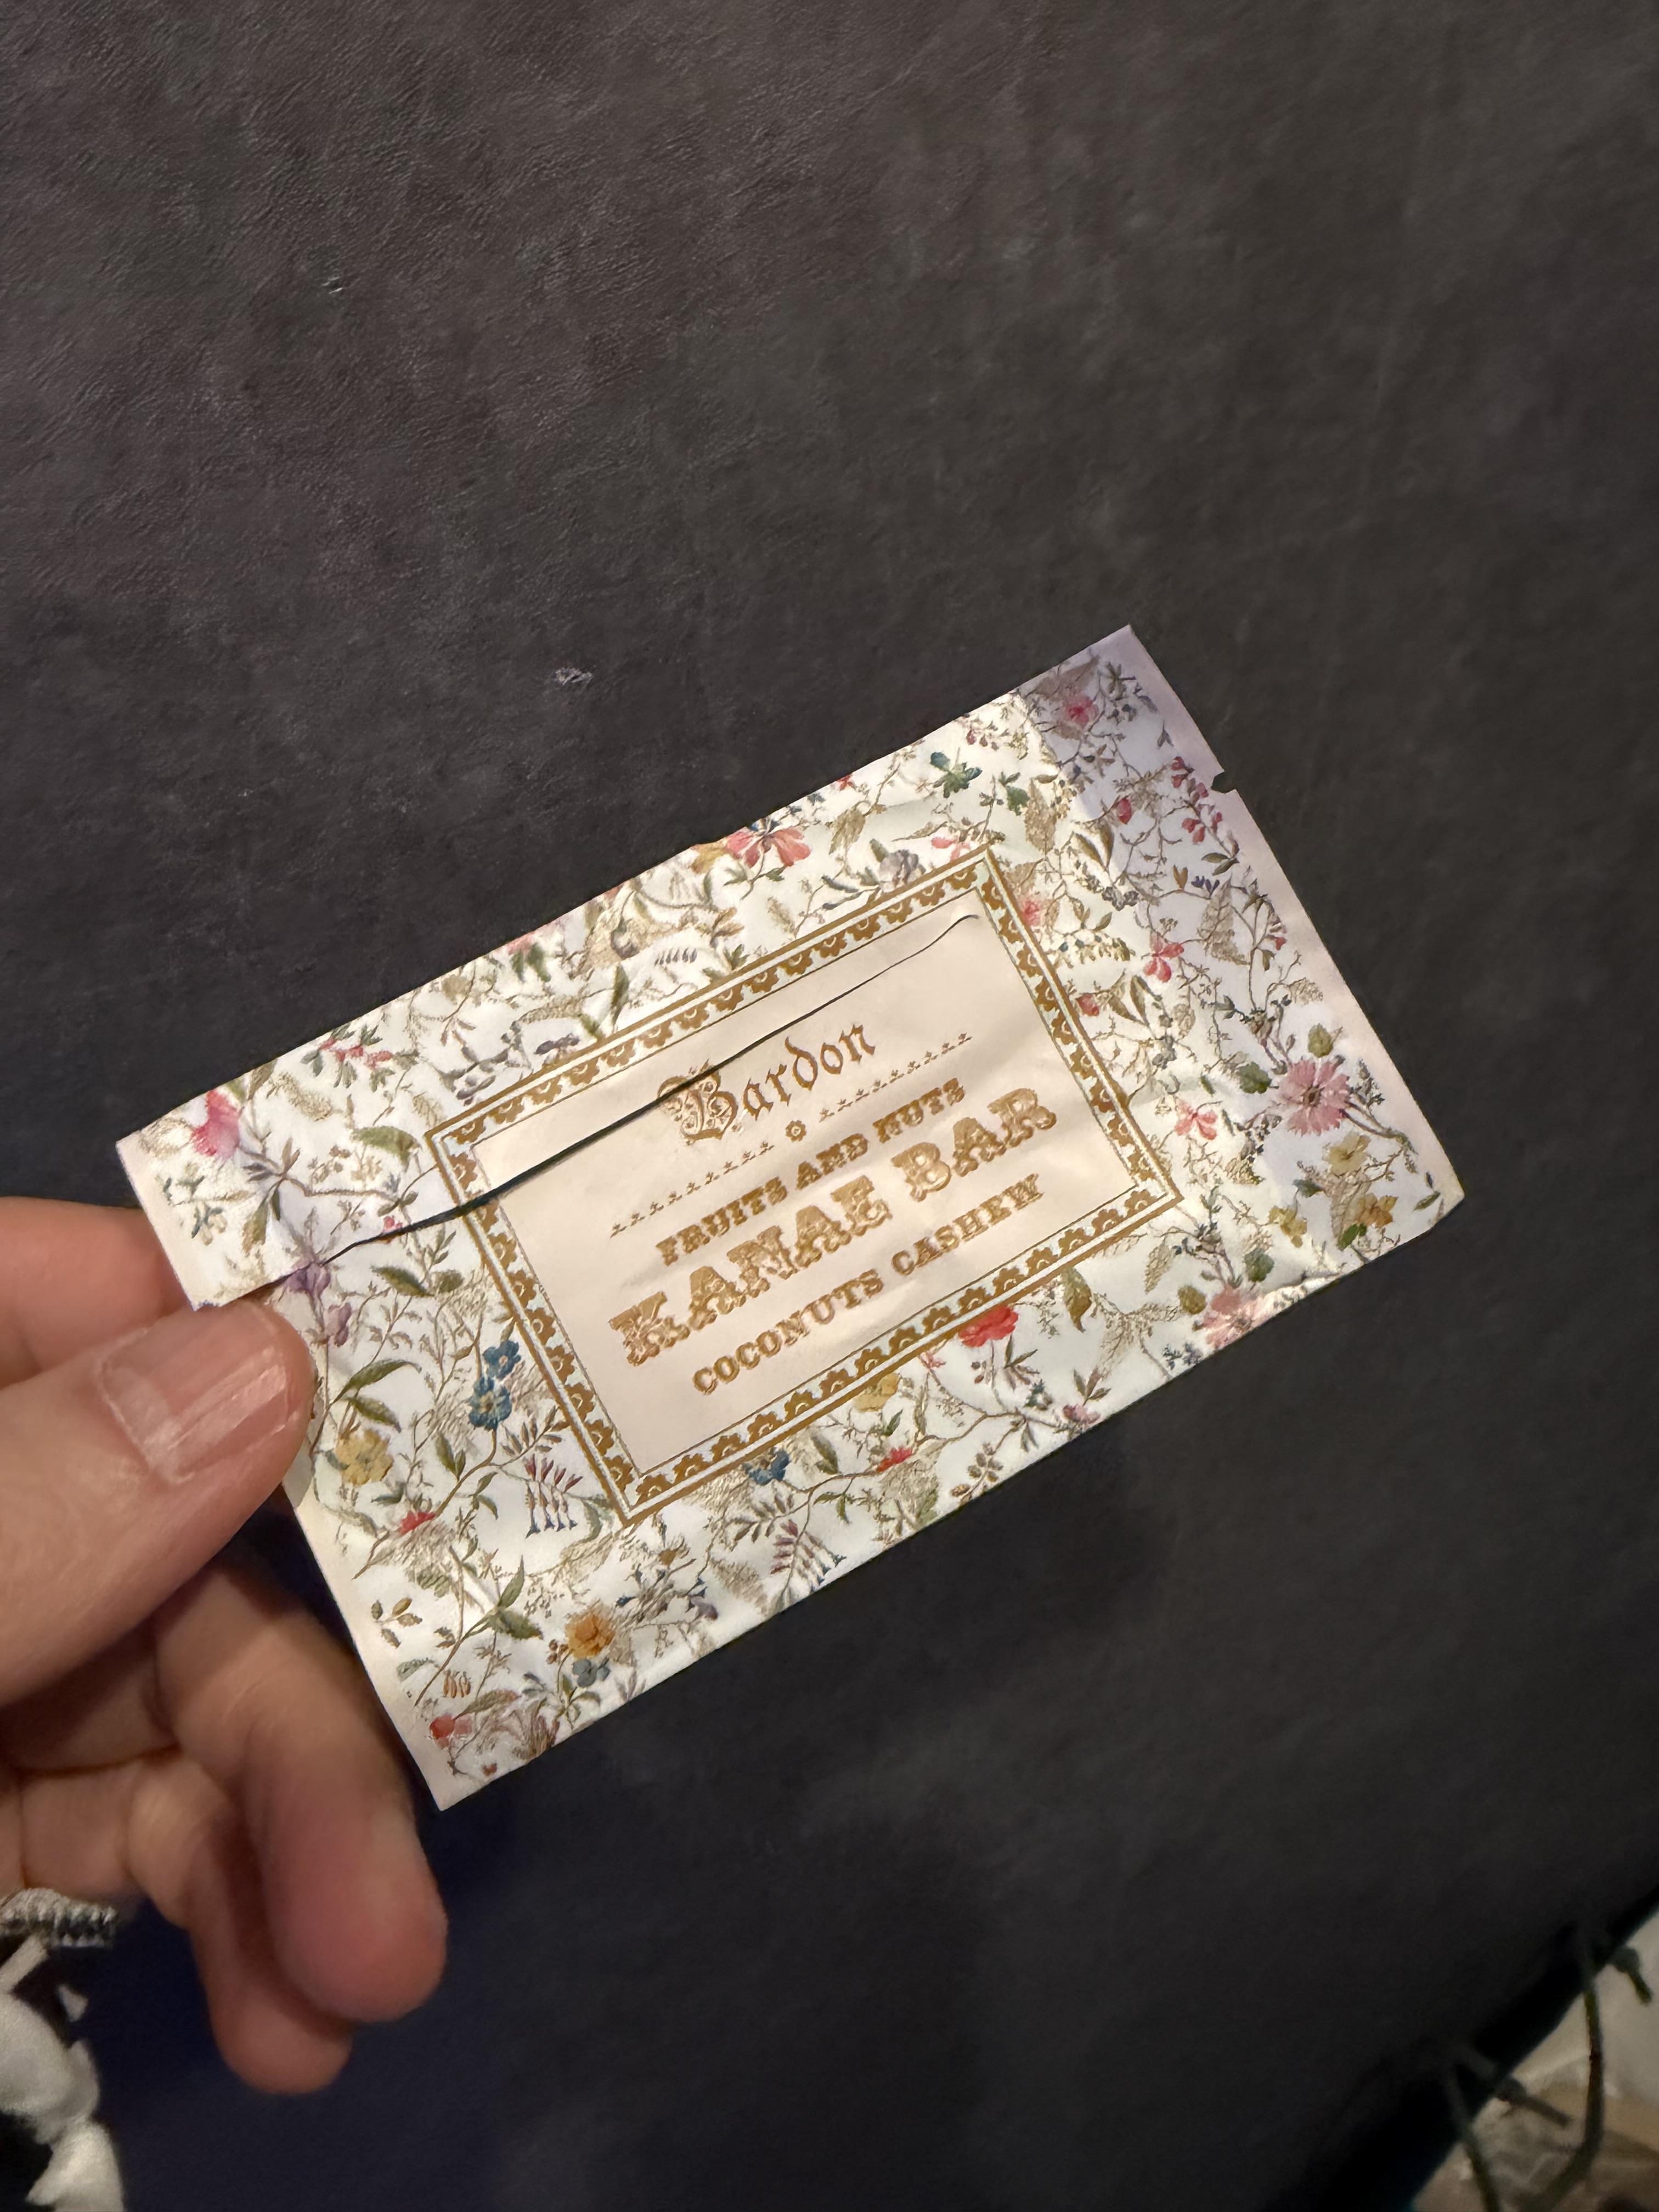 Bardon
FRUITS AND NUTS
KANAE BAR
COCONUTS CASHEW